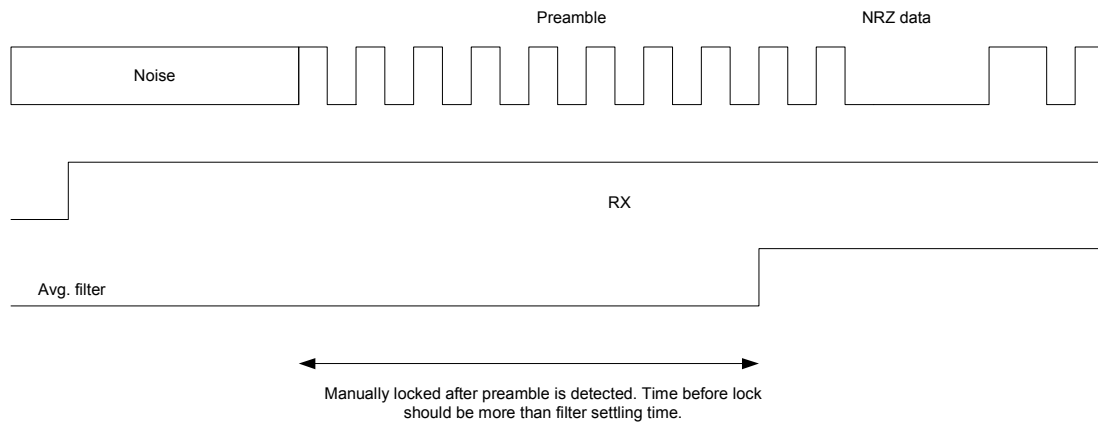 Preamble
NRZ data
Noise
RX
Avg. filter
Manually locked after preamble is detected. Time before lock
should be more than filter settling time.